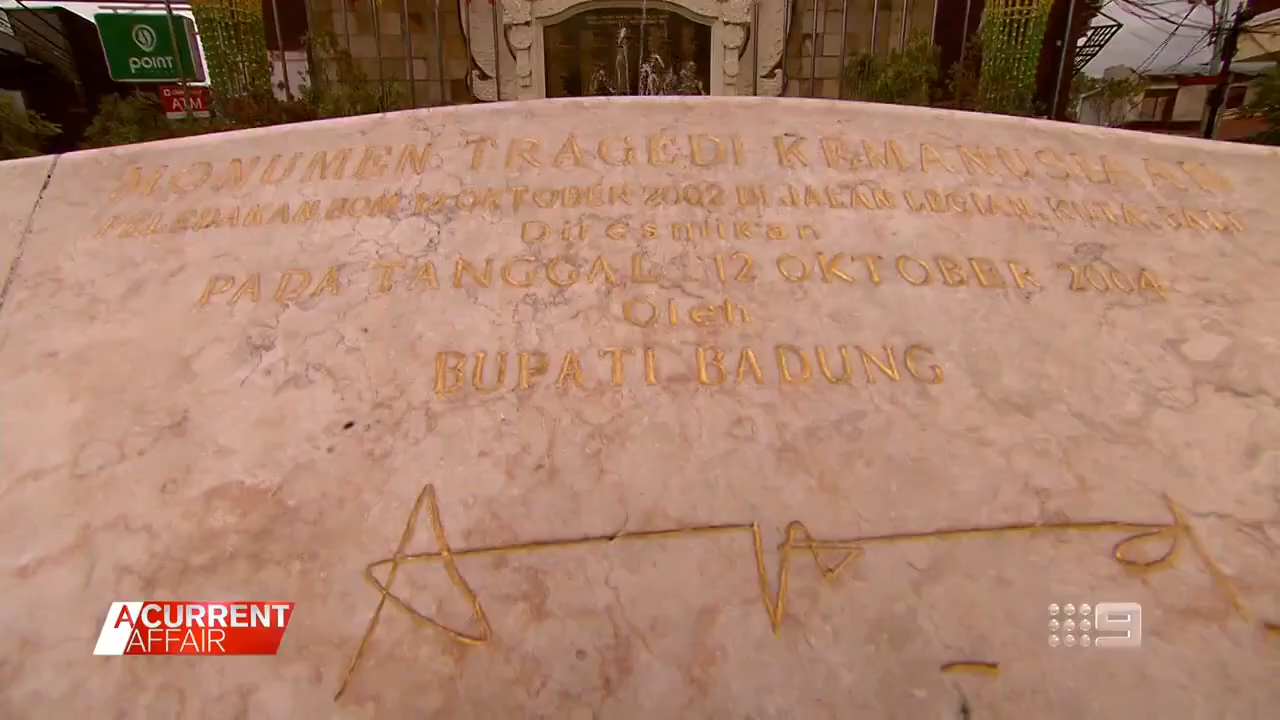 point
ATM
MONUMEN TRAGEDI KEMANUSIAAN
PELEDAKAN BOM 12 OKTOBER 2002 DI JALAN LEGIAN, KUTA, BALI
Diresmikan
PADA TANGGAL 12 OKTOBER 2004
Oleh
BUPATI BADUNG
A CURRENT
AFFAIR
9